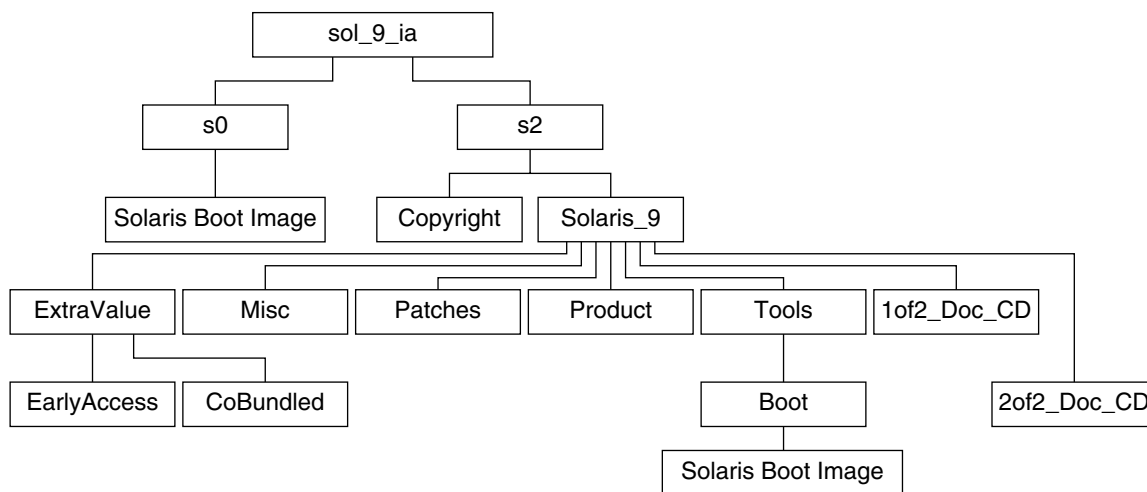 sol_9_ia
s0
s2
Solaris Boot Image
Copyright
Solaris_9
ExtraValue
Misc
Patches
Product
Tools
1of2_Doc_CD
EarlyAccess
CoBundled
Boot
2of2_Doc_CD
Solaris Boot Image